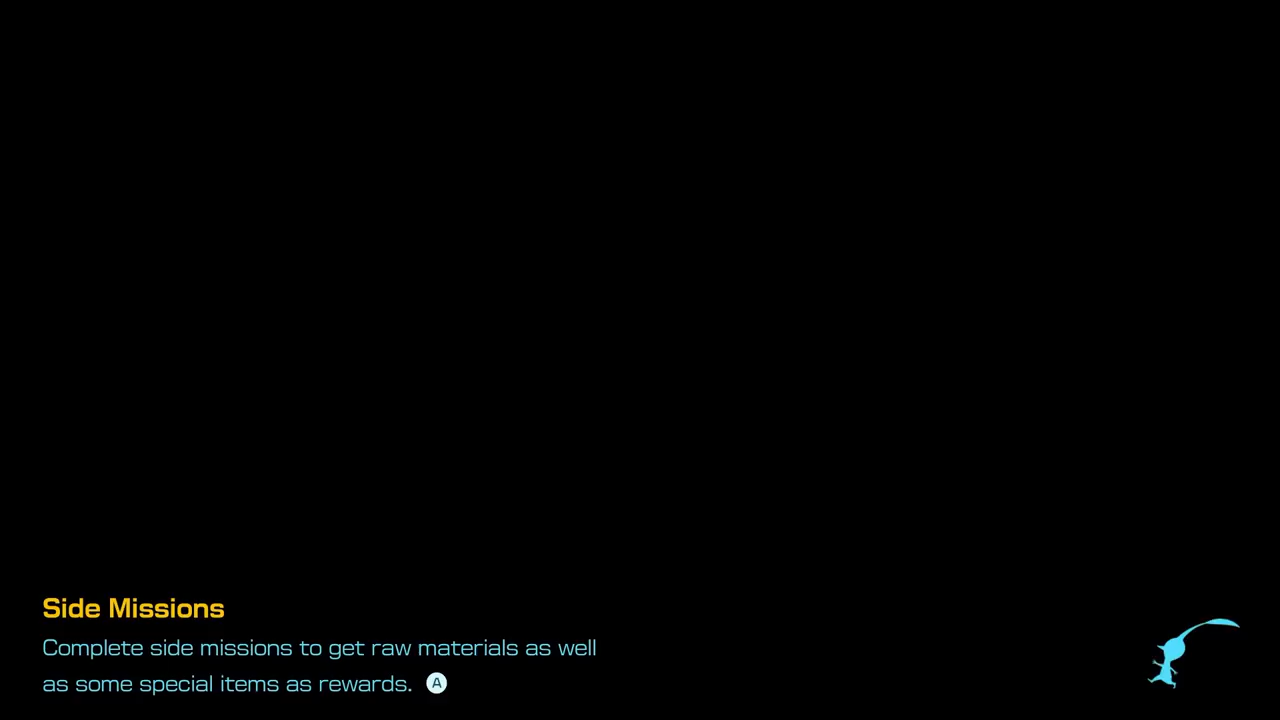 Side Missions
Complete side missions to get raw materials as well
as some special items as rewards. A